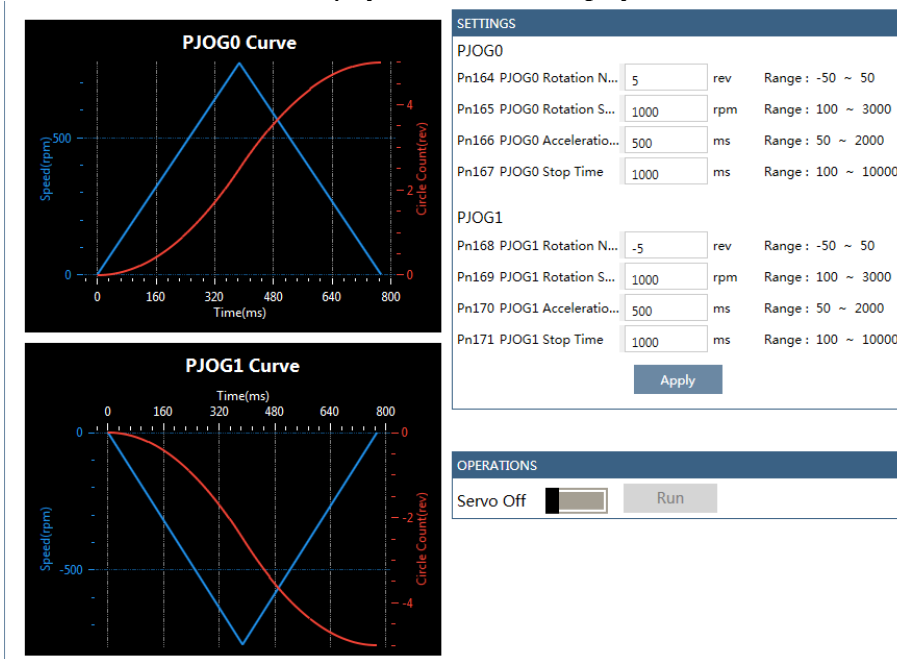 PJOG0 Curve
Speed(rpm)
500
0
4
2
0
Circle Count(rev)
0 160 320 480 640 800
Time(ms)
PJOG1 Curve
Time(ms)
0 160 320 480 640 800
Speed(rpm)
0
-500
0
-2
-4
Circle Count(rev)
SETTINGS
PJOG0
Pn164 PJOG0 Rotation N... 5 rev Range : -50 ~ 50
Pn165 PJOG0 Rotation S... 1000 rpm Range : 100 ~ 3000
Pn166 PJOG0 Acceleratio... 500 ms Range : 50 ~ 2000
Pn167 PJOG0 Stop Time 1000 ms Range : 100 ~ 10000
PJOG1
Pn168 PJOG1 Rotation N... -5 rev Range : -50 ~ 50
Pn169 PJOG1 Rotation S... 1000 rpm Range : 100 ~ 3000
Pn170 PJOG1 Acceleratio... 500 ms Range : 50 ~ 2000
Pn171 PJOG1 Stop Time 1000 ms Range : 100 ~ 10000
Apply
OPERATIONS
Servo Off Run